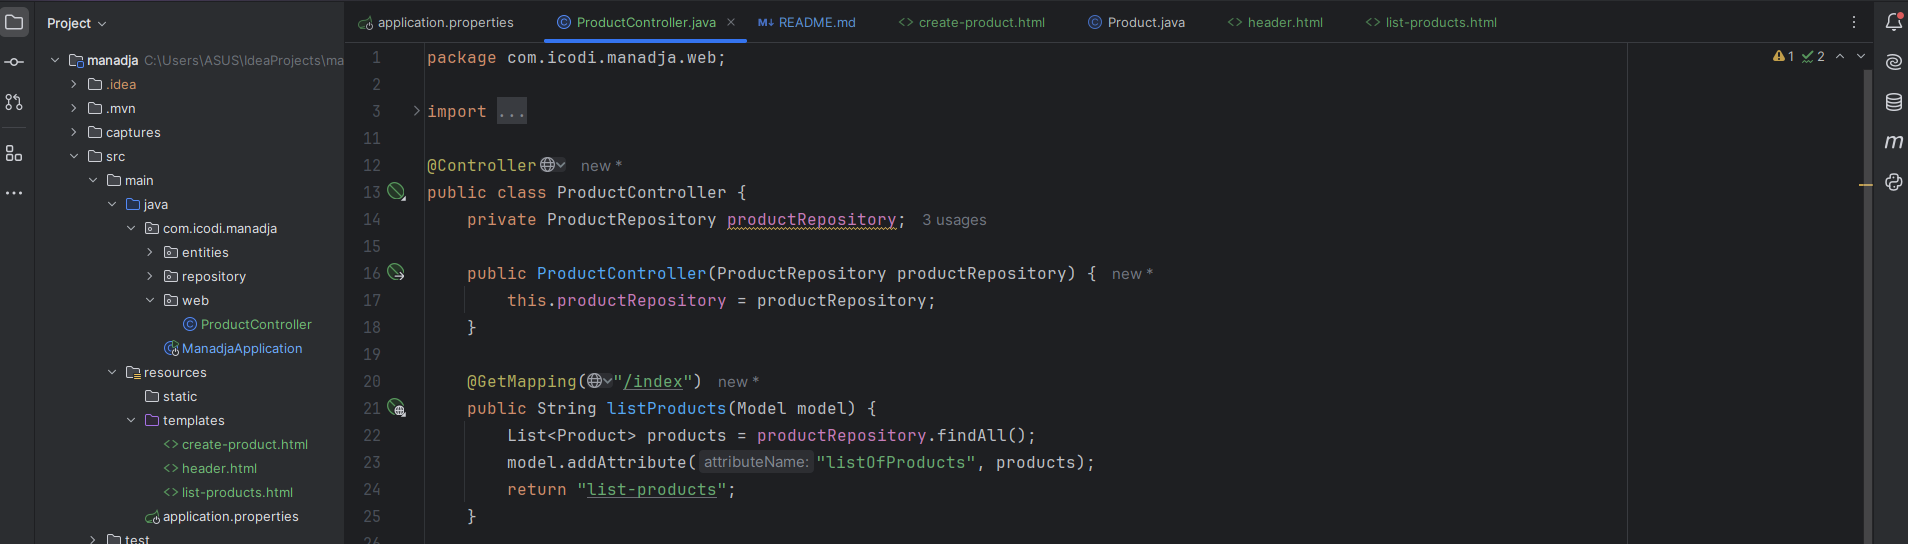 Project
manadja C:\Users\ASUS\IdeaProjects\ma
.idea
.mvn
captures
src
main
java
com.icodi.manadja
entities
repository
web
ProductController
ManadjaApplication
resources
static
templates
create-product.html
header.html
list-products.html
application.properties
test
application.properties ProductController.java README.md create-product.html Product.java header.html list-products.html
1 package com.icodi.manadja.web;
2
3 import ...
11
12 @Controller new *
13 public class ProductController {
14 private ProductRepository productRepository; 3 usages
15
16 public ProductController(ProductRepository productRepository) { new *
17 this.productRepository = productRepository;
18 }
19
20 @GetMapping("/index") new *
21 public String listProducts(Model model) {
22 List<Product> products = productRepository.findAll();
23 model.addAttribute(attributeName: "listOfProducts", products);
24 return "list-products";
25 }
26
1 2